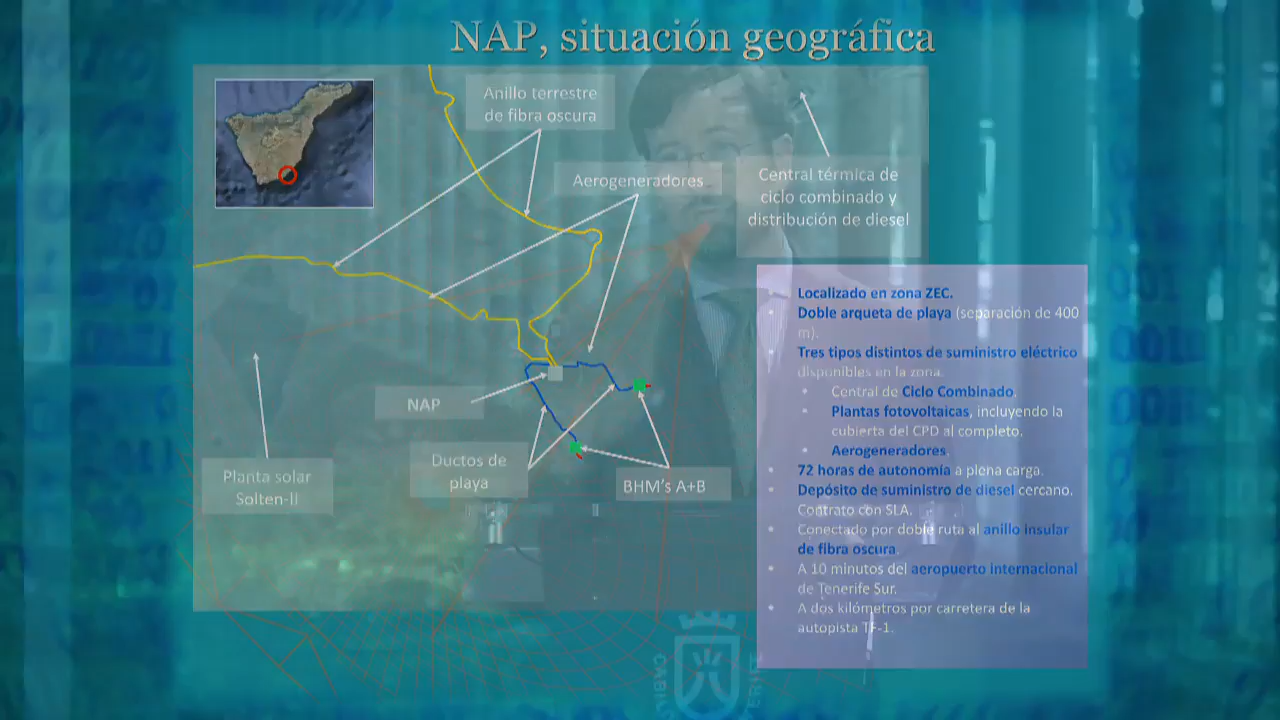 NAP, situación geográfica
Anillo terrestre
de fibra oscura
Aerogeneradores
Central térmica de
ciclo combinado y
distribución de diesel
NAP
Ductos de
playa
BHM's A+B
Planta solar
Solten-II
Localizado en zona ZEC.
• Doble arqueta de playa (separación de 400
m).
• Tres tipos distintos de suministro eléctrico
disponibles en la zona.
• Central de Ciclo Combinado.
• Plantas fotovoltaicas, incluyendo la
cubierta del CPD al completo.
• Aerogeneradores.
• 72 horas de autonomía a plena carga.
• Depósito de suministro de diesel cercano.
Contrato con SLA.
• Conectado por doble ruta al anillo insular
de fibra oscura.
• A 10 minutos del aeropuerto internacional
de Tenerife Sur.
• A dos kilómetros por carretera de la
autopista TF-1.